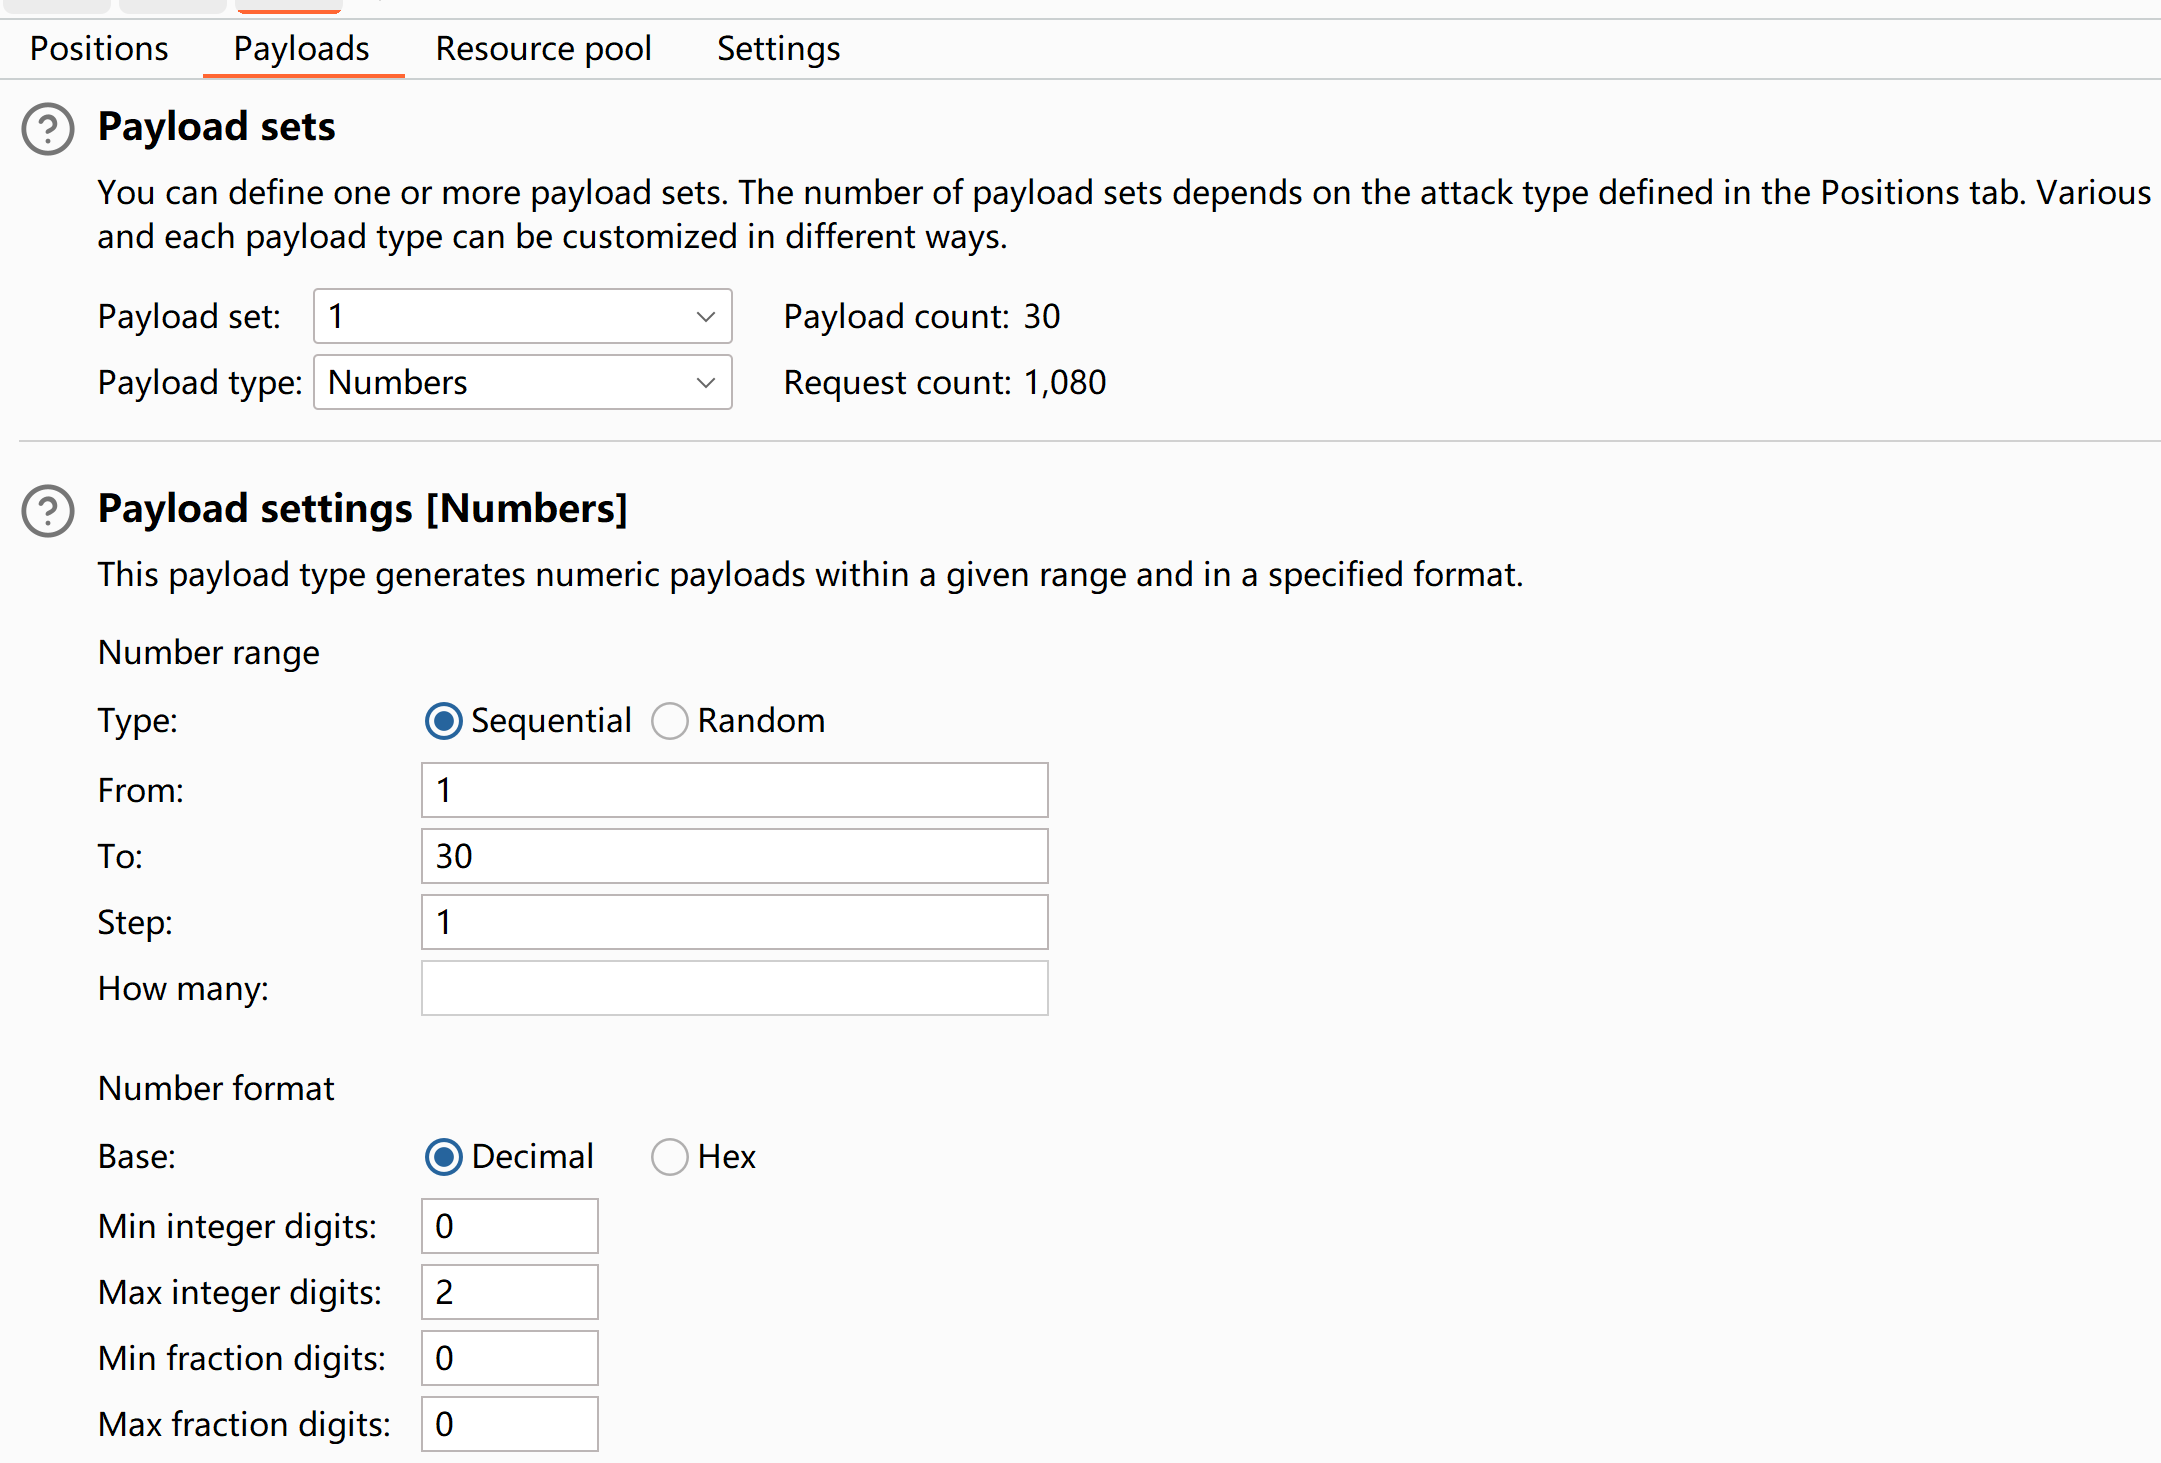 Positions Payloads Resource pool Settings
Payload sets
You can define one or more payload sets. The number of payload sets depends on the attack type defined in the Positions tab. Various
and each payload type can be customized in different ways.
Payload set: 1 Payload count: 30
Payload type: Numbers Request count: 1,080
Payload settings [Numbers]
This payload type generates numeric payloads within a given range and in a specified format.
Number range
Type: Sequential Random
From: 1
To: 30
Step: 1
How many:
Number format
Base: Decimal Hex
Min integer digits: 0
Max integer digits: 2
Min fraction digits: 0
Max fraction digits: 0